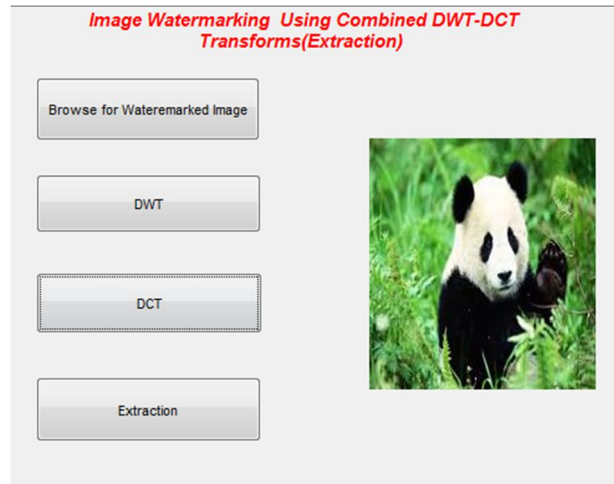 Image Watermarking Using Combined DWT-DCT
Transforms(Extraction)
Browse for Wateremarked Image
DWT
DCT
Extraction